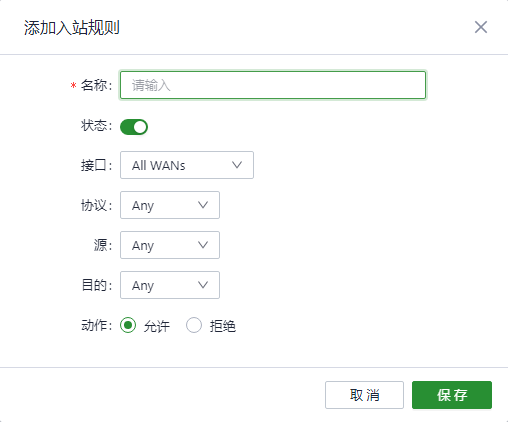 添加入站规则
* 名称: 请输入
状态:
接口: All WANs
协议: Any
源: Any
目的: Any
动作: 允许 拒绝
取消 保存